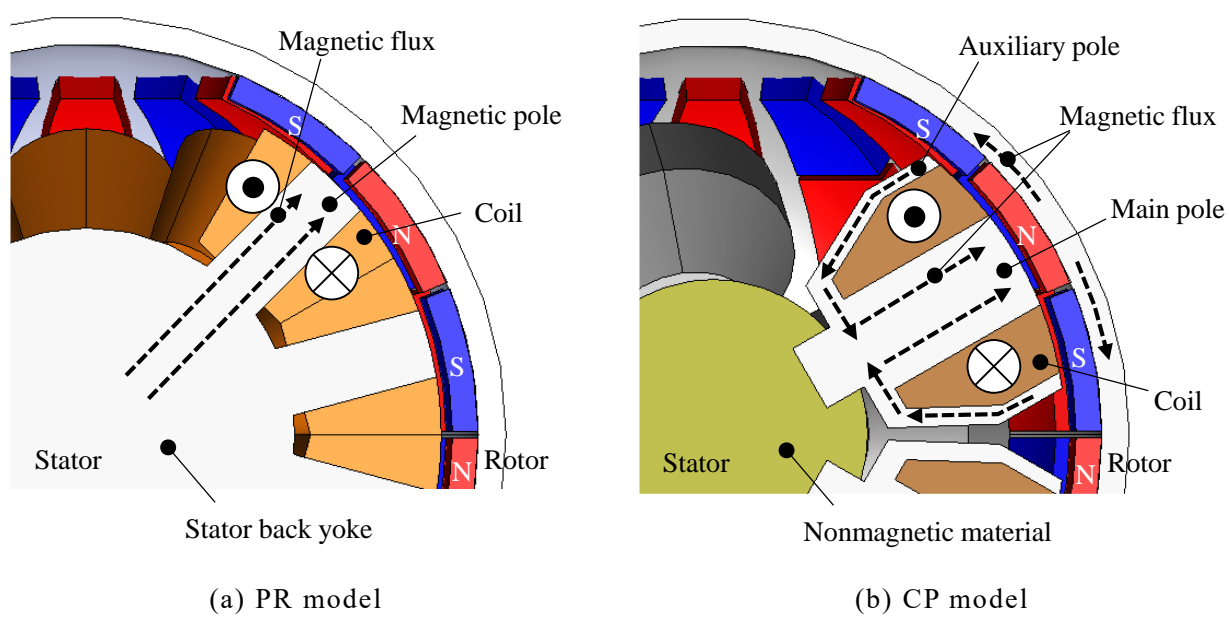 Magnetic flux
Magnetic pole
S
Coil
N
S
Stator
Rotor
N
Stator back yoke
(a) PR model
Auxiliary pole
Magnetic flux
S
Main pole
N
S
Coil
Stator
Rotor
Nonmagnetic material
(b) CP model